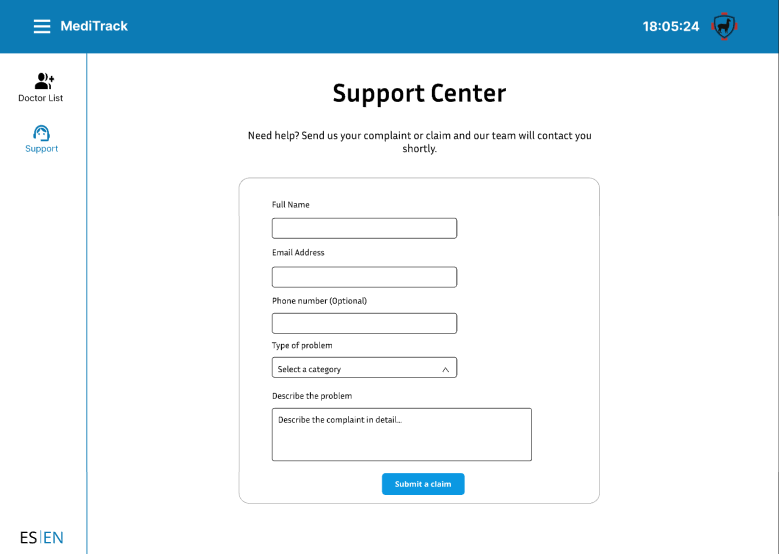 MediTrack
18:05:24
Doctor List
Support
Support Center
Need help? Send us your complaint or claim and our team will contact you
shortly.
Full Name
Email Address
Phone number (Optional)
Type of problem
Select a category
Describe the problem
Describe the complaint in detail...
Submit a claim
ES|EN